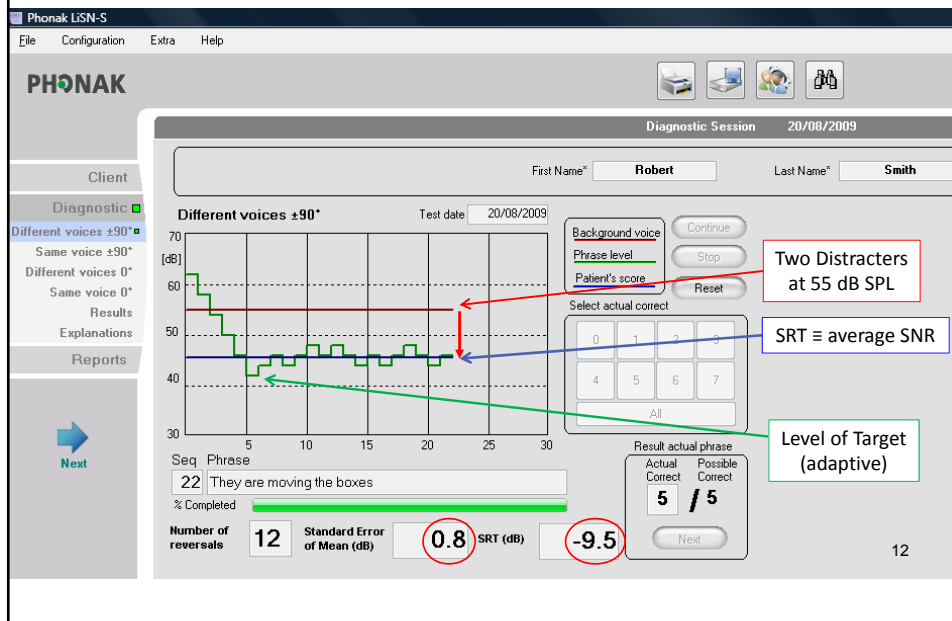 Phonak LiSN-S
File Configuration Extra Help
PHONAK
Diagnostic Session 20/08/2009
First Name* Robert Last Name* Smith
Client
Diagnostic
Different voices ±90°
Same voice ±90°
Different voices 0°
Same voice 0°
Results
Explanations
Reports
Next
Different voices ±90° Test date 20/08/2009
70
[dB]
60
50
40
30
5 10 15 20 25 30
Background voice
Phrase level
Patient's score
Continue
Stop
Reset
Select actual correct
0 1 2 3
4 5 6 7
All
Two Distracters
at 55 dB SPL
SRT ≡ average SNR
Level of Target
(adaptive)
Seq Phrase
22 They are moving the boxes
% Completed
Number of
reversals
12
Standard Error
of Mean (dB)
0.8
SRT (dB)
-9.5
Result actual phrase
Actual Possible
Correct Correct
5 / 5
Next
12